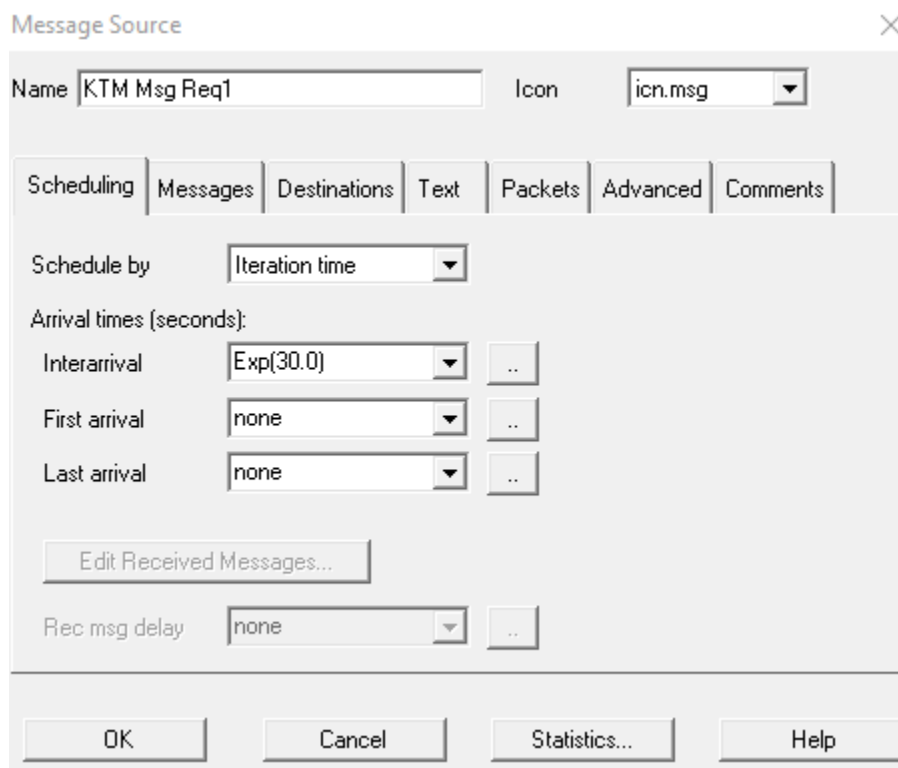 Message Source
Name KTM Msg Req1 Icon icn.msg
Scheduling Messages Destinations Text Packets Advanced Comments
Schedule by Iteration time
Arrival times (seconds):
Interarrival Exp(30.0) ..
First arrival none ..
Last arrival none ..
Edit Received Messages...
Rec msg delay none ..
OK Cancel Statistics... Help